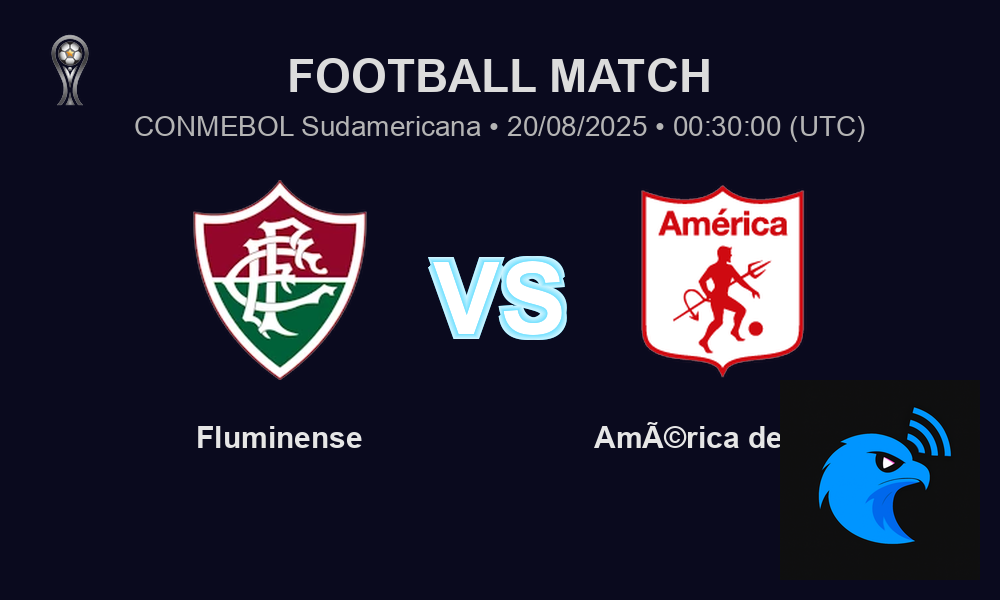 FOOTBALL MATCH
CONMEBOL Sudamericana • 20/08/2025 • 00:30:00 (UTC)
América
VS
Fluminense
AmÃ©rica de